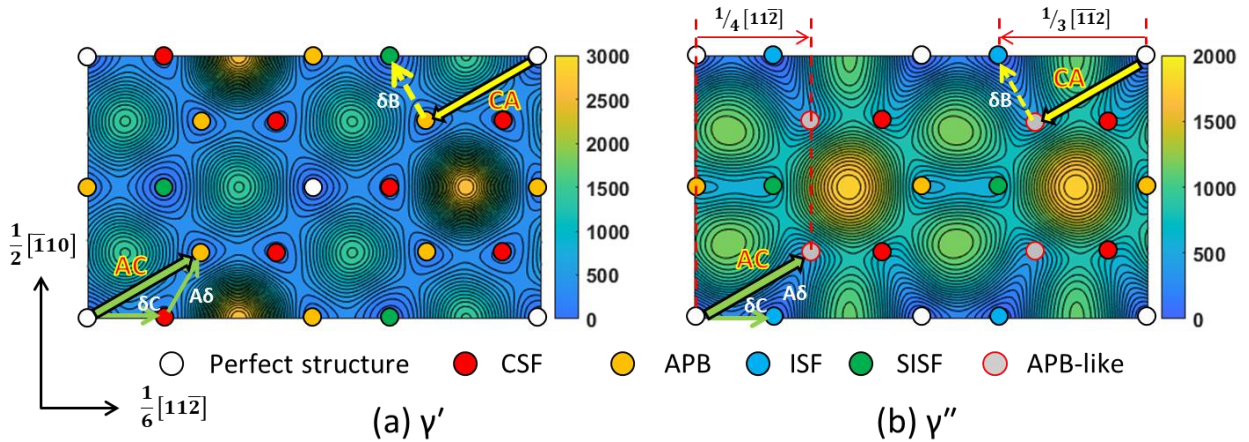 ¹/₄ [112̅]
¹/₃ [1̅1̅2]
3000
2500
2000
1500
1000
500
0
CA
δB
AC
δC
Aδ
2000
1500
1000
500
0
CA
δB
AC
δC
Aδ
1/2 [1̅10]
Perfect structure CSF APB ISF SISF APB-like
1/6 [112̅]
(a) γ′ (b) γ″